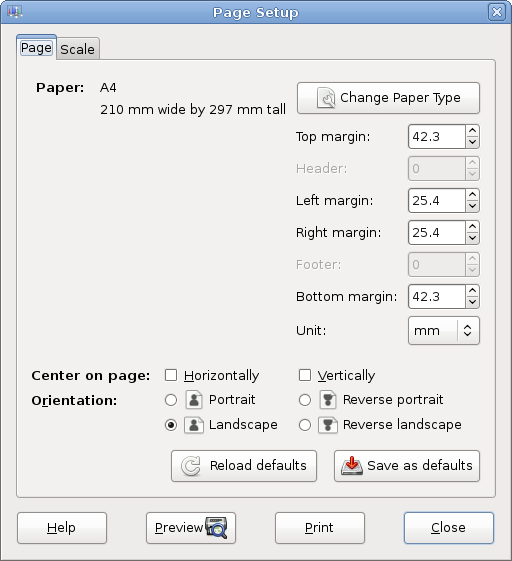 Page Setup
Page Scale
Paper: A4
210 mm wide by 297 mm tall
Change Paper Type
Top margin: 42.3
Header: 0
Left margin: 25.4
Right margin: 25.4
Footer: 0
Bottom margin: 42.3
Unit: mm
Center on page: Horizontally Vertically
Orientation: Portrait Reverse portrait
Landscape Reverse landscape
Reload defaults Save as defaults
Help Preview Print Close